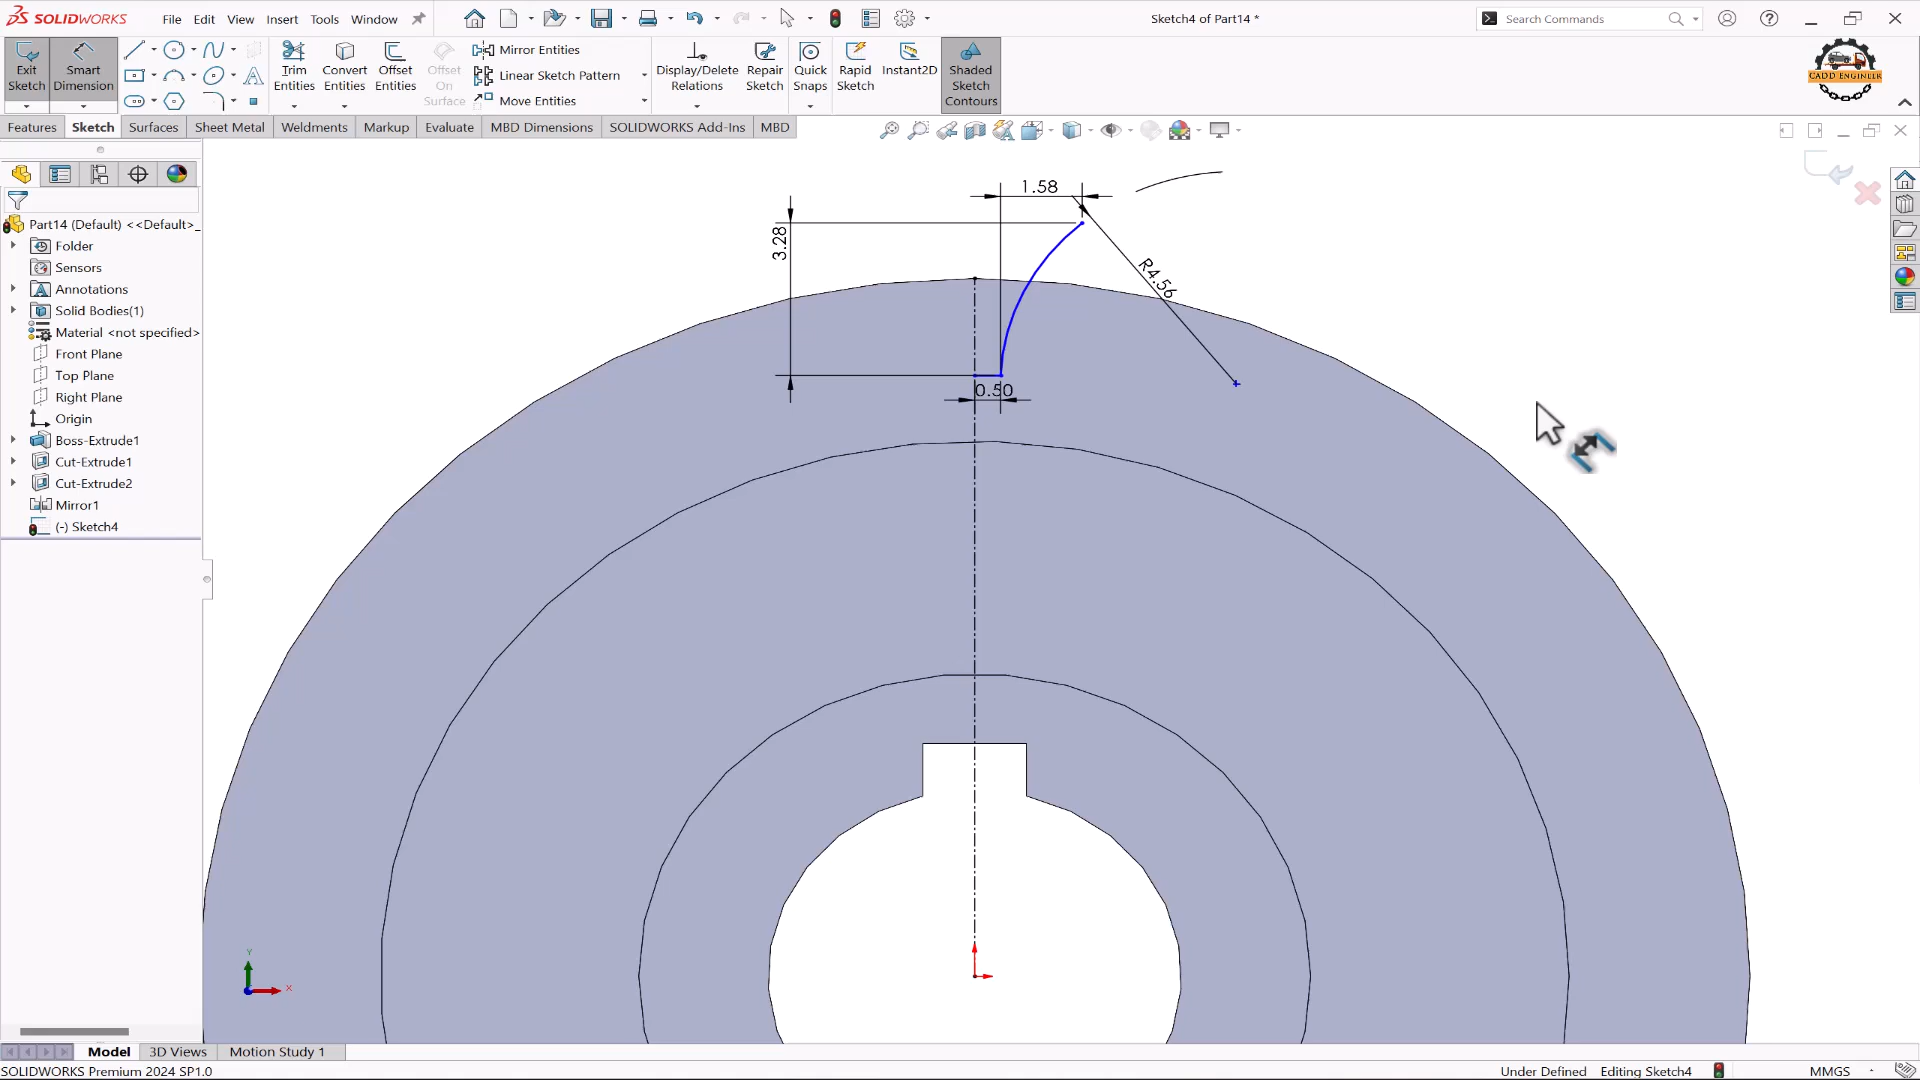 SOLIDWORKS File Edit View Insert Tools Window Sketch4 of Part14 * Search Commands
Exit Sketch Smart Dimension Trim Entities Convert Entities Offset Entities Offset On Surface Mirror Entities Linear Sketch Pattern Move Entities Display/Delete Relations Repair Sketch Quick Snaps Rapid Sketch Instant2D Shaded Sketch Contours CADD ENGINEER
Features Sketch Surfaces Sheet Metal Weldments Markup Evaluate MBD Dimensions SOLIDWORKS Add-Ins MBD
Part14 (Default) <<Default>_
Folder
Sensors
Annotations
Solid Bodies(1)
Material <not specified>
Front Plane
Top Plane
Right Plane
Origin
Boss-Extrude1
Cut-Extrude1
Cut-Extrude2
Mirror1
(-) Sketch4
1.58
3.28
R4.56
0.50
Y
X
Model 3D Views Motion Study 1
SOLIDWORKS Premium 2024 SP1.0 Under Defined Editing Sketch4 MMGS